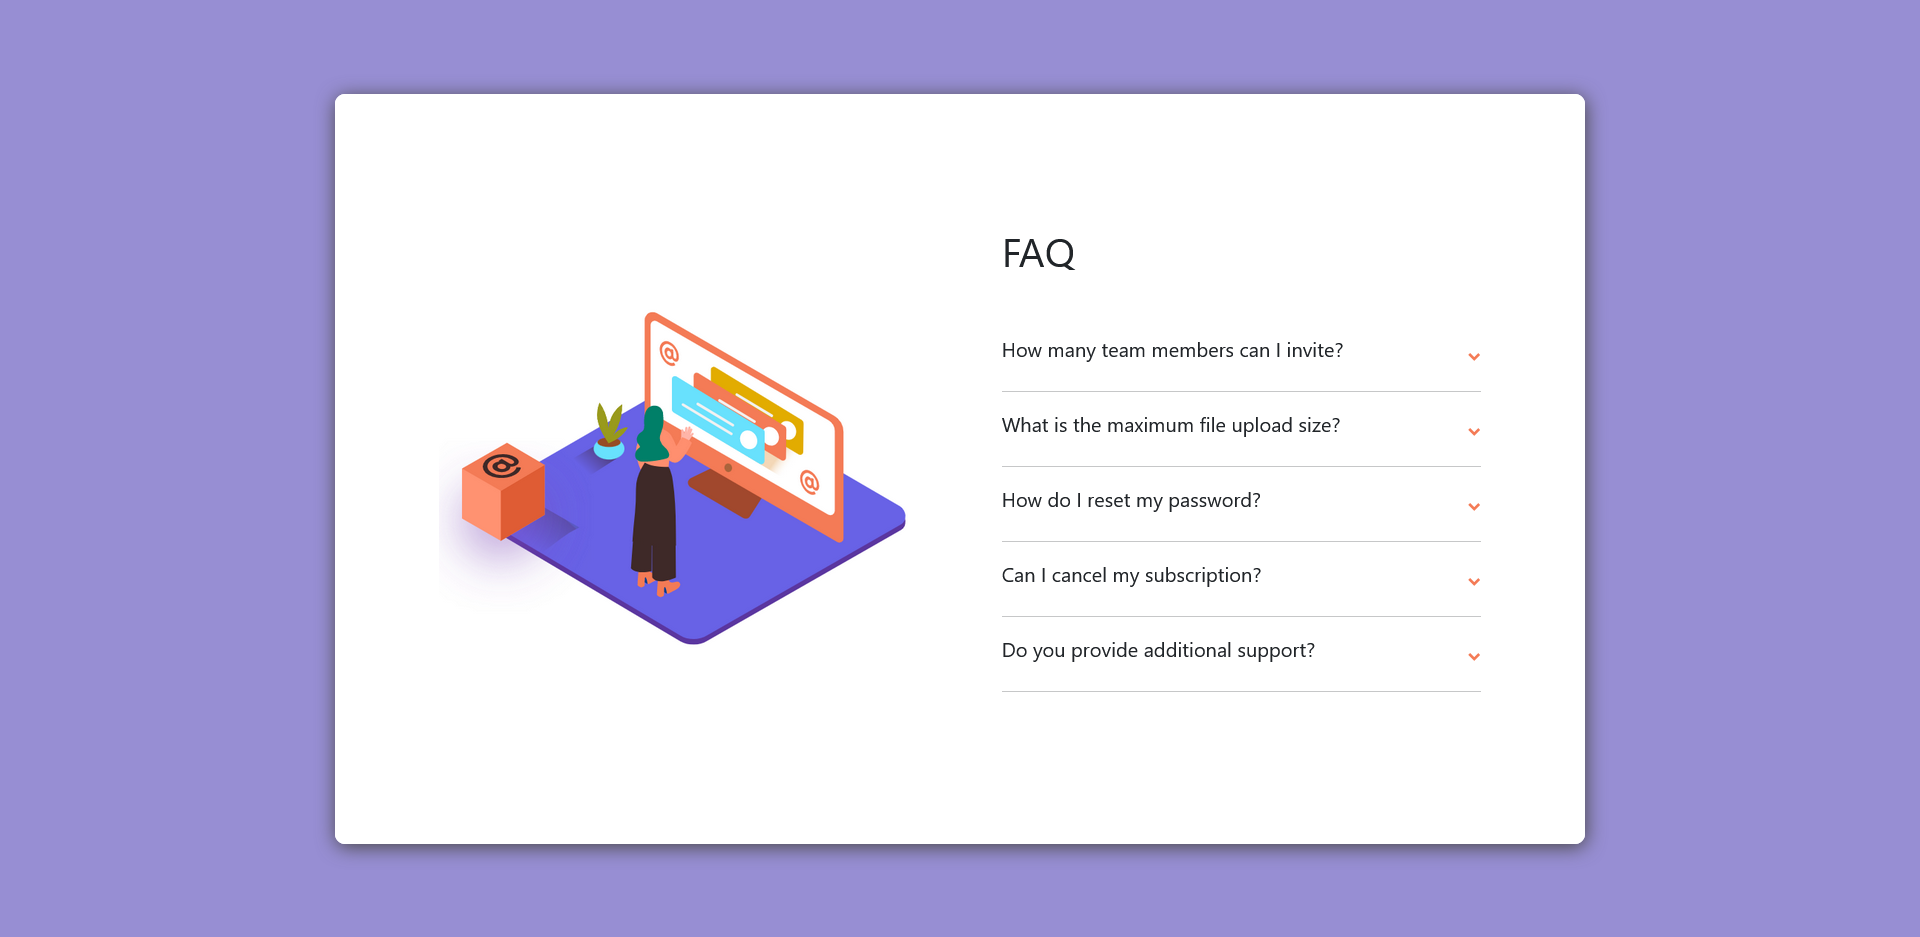 FAQ
How many team members can I invite?
What is the maximum file upload size?
How do I reset my password?
Can I cancel my subscription?
Do you provide additional support?
@
@
@